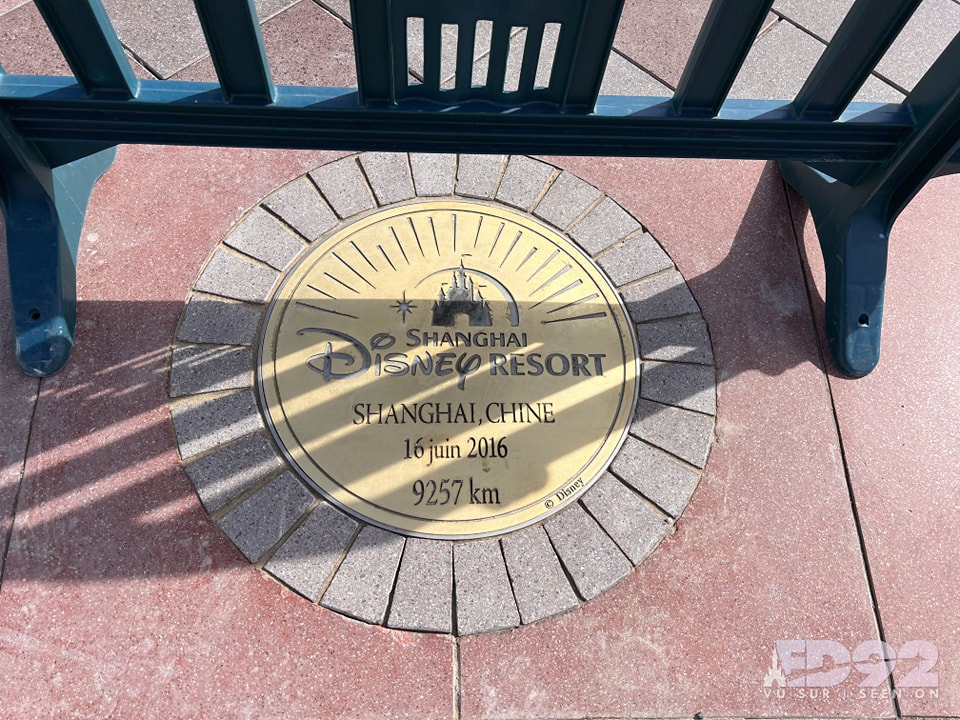 SHANGHAI
DISNEY RESORT
SHANGHAI, CHINE
16 juin 2016
9257 km
© Disney
ED92
VU SUR | SEEN ON